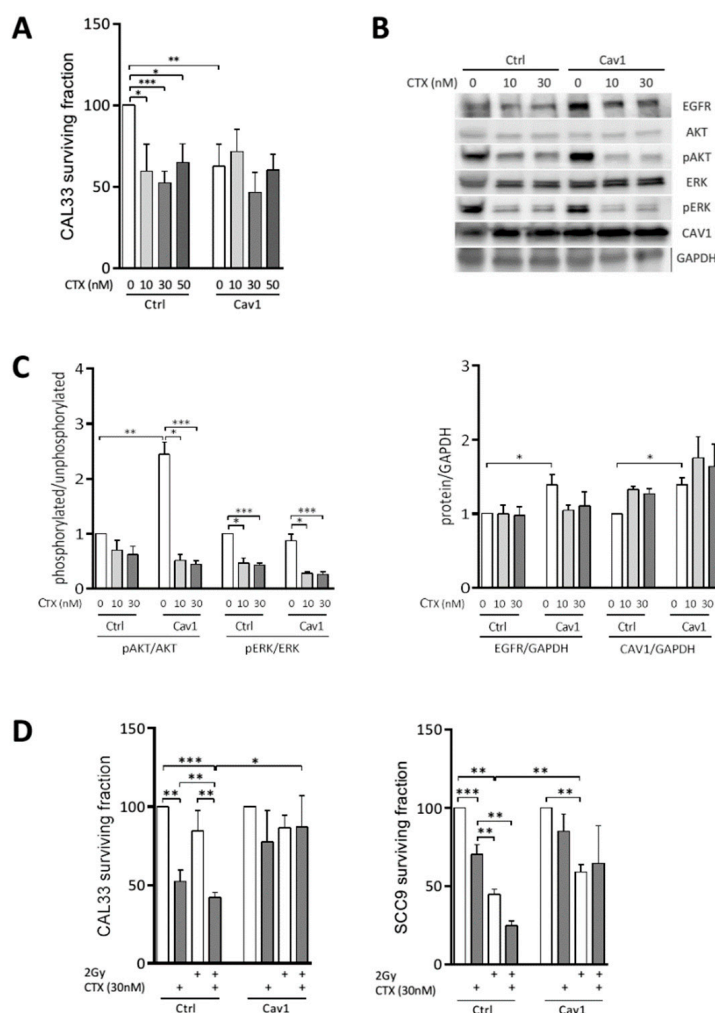 A
150
100
50
0
CAL33 surviving fraction
**
*
***
*
CTX (nM) 0 10 30 50 0 10 30 50
Ctrl Cav1
B
Ctrl Cav1
CTX (nM) 0 10 30 0 10 30
EGFR
AKT
pAKT
ERK
pERK
CAV1
GAPDH
C
4
3
2
1
0
phosphorylated/unphosphorylated
**
***
*
***
*
***
*
CTX (nM) 0 10 30 0 10 30 0 10 30 0 10 30
Ctrl Cav1 Ctrl Cav1
pAKT/AKT pERK/ERK
3
2
1
0
protein/GAPDH
* *
CTX (nM) 0 10 30 0 10 30 0 10 30 0 10 30
Ctrl Cav1 Ctrl Cav1
EGFR/GAPDH CAV1/GAPDH
D
150
100
50
0
CAL33 surviving fraction
*** *
**
** **
2Gy + + + +
CTX (30nM) + + + +
Ctrl Cav1
150
100
50
0
SCC9 surviving fraction
** **
*** **
**
**
2Gy + + + +
CTX (30nM) + + + +
Ctrl Cav1